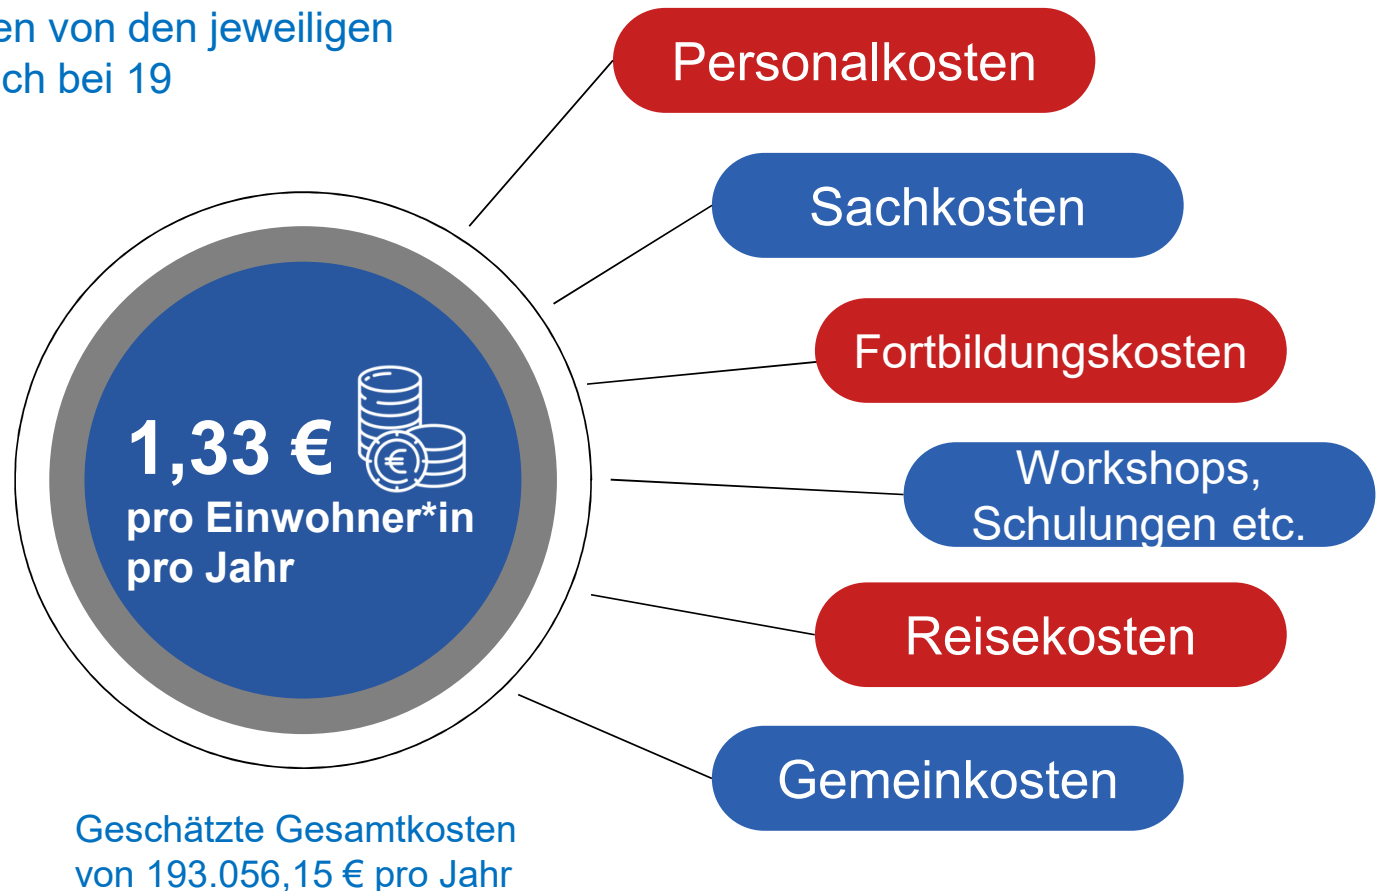 en von den jeweiligen
ch bei 19
Personalkosten
Sachkosten
Fortbildungskosten
Workshops,
Schulungen etc.
Reisekosten
Gemeinkosten
1,33 €
€
pro Einwohner*in
pro Jahr
Geschätzte Gesamtkosten
von 193.056,15 € pro Jahr